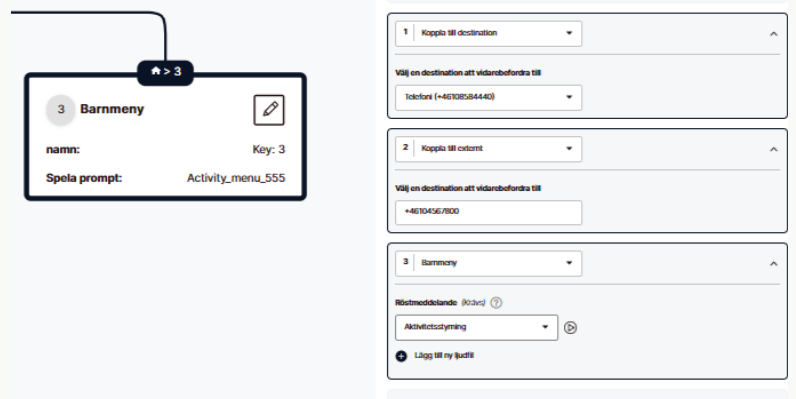 > 3
3 Barnmeny
namn: Key: 3
Spela prompt: Activity_menu_555
1 Koppla till destination
Välj en destination att vidarebefordra till
Telefoni (+46108584440)
2 Koppla till externt
Välj en destination att vidarebefordra till
+46104567800
3 Barnmeny
Röstmeddelande (Krävs) ?
Aktivitetsstyrning
Lägg till ny ljudfil